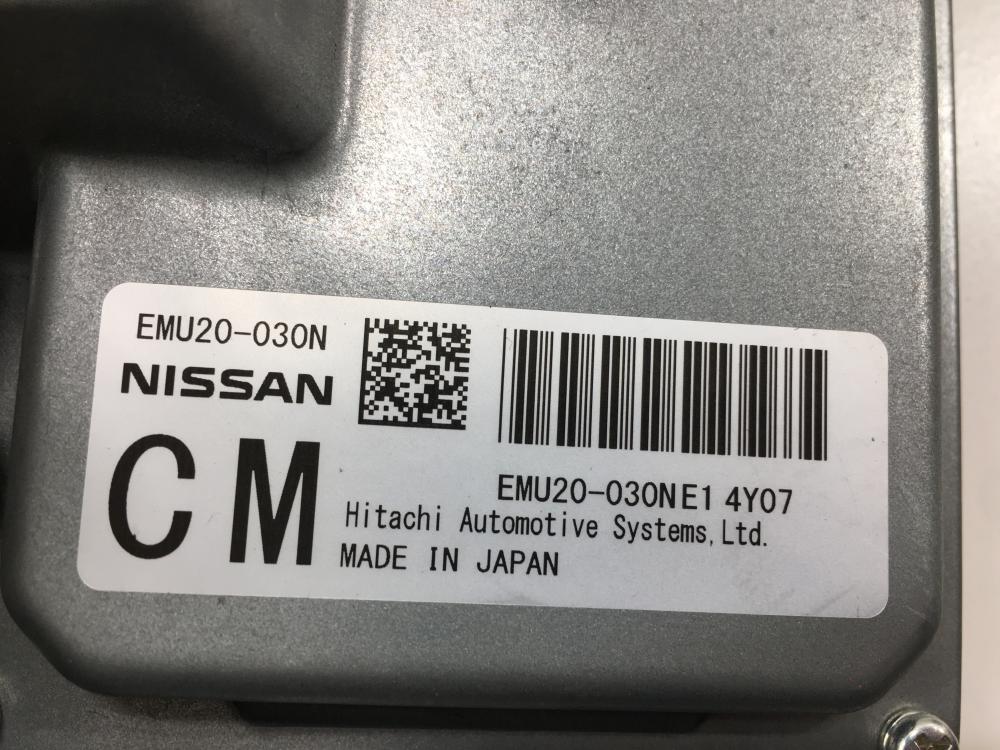 EMU20-030N
NISSAN
CM
EMU20-030NE1 4Y07
Hitachi Automotive Systems,Ltd.
MADE IN JAPAN